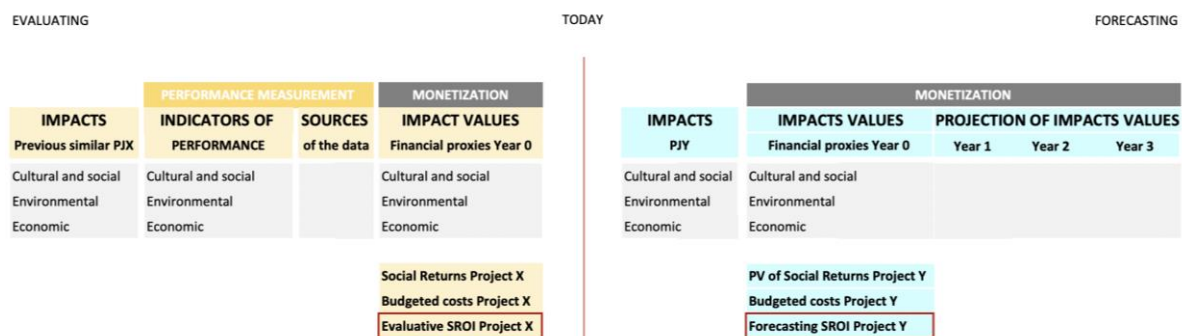 EVALUATING TODAY FORECASTING
PERFORMANCE MEASUREMENT MONETIZATION MONETIZATION
IMPACTS INDICATORS OF SOURCES IMPACT VALUES IMPACTS IMPACTS VALUES PROJECTION OF IMPACTS VALUES
Previous similar PJX PERFORMANCE of the data Financial proxies Year 0 PJY Financial proxies Year 0 Year 1 Year 2 Year 3
Cultural and social Cultural and social Cultural and social Cultural and social Cultural and social
Environmental Environmental Environmental Environmental Environmental
Economic Economic Economic Economic Economic
Social Returns Project X PV of Social Returns Project Y
Budgeted costs Project X Budgeted costs Project Y
Evaluative SROI Project X Forecasting SROI Project Y